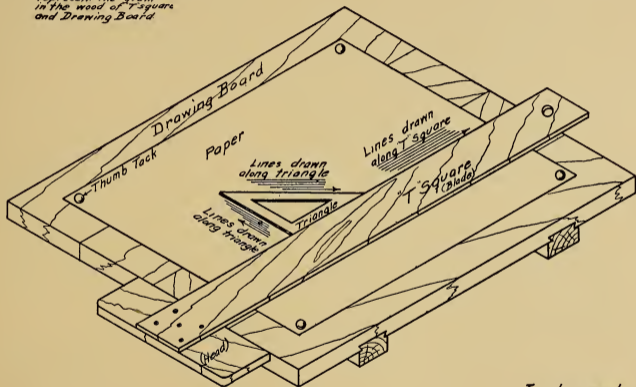 in the wood of T square
and Drawing Board
Drawing Board
Paper
Thumb Tack
Lines drawn
along T Square
Lines drawn
along triangle
"T" Square
(Blade)
Triangle
Lines drawn
along triangle
(Head)